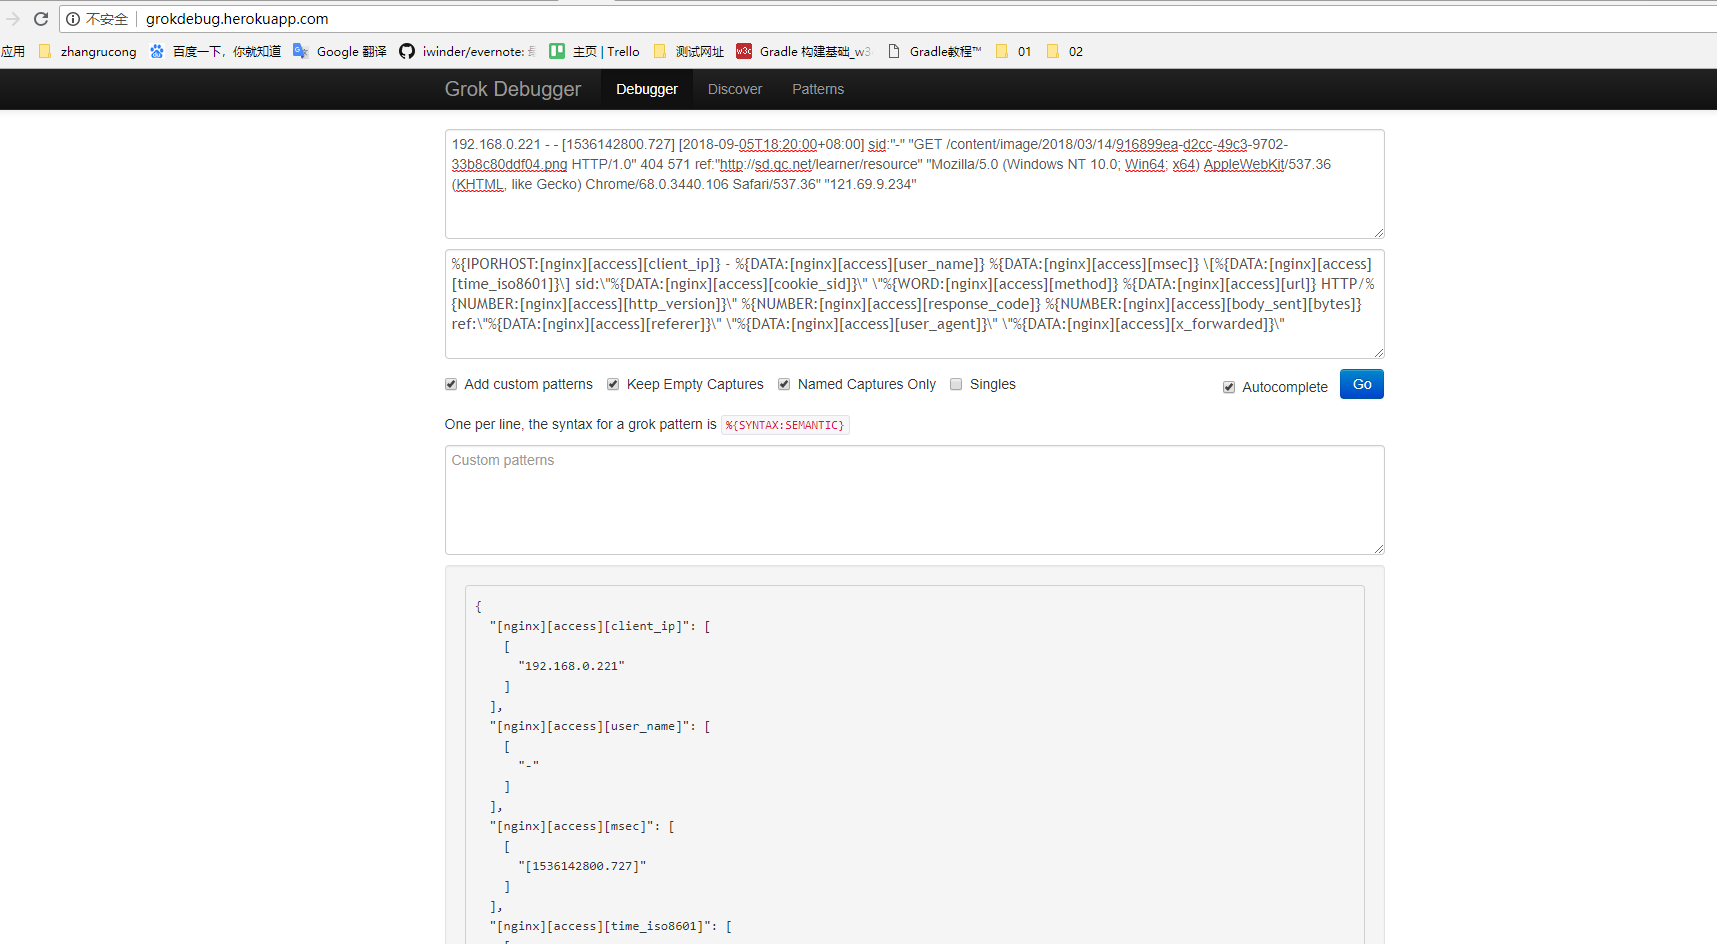 不安全 grokdebug.herokuapp.com
应用 zhangrucong 百度一下，你就知道 Google 翻译 iwinder/evernote: 主页 | Trello 测试网址 Gradle 构建基础_w3 Gradle教程™ 01 02
Grok Debugger Debugger Discover Patterns
192.168.0.221 - - [1536142800.727] [2018-09-05T18:20:00+08:00] sid:"-" "GET /content/image/2018/03/14/916899ea-d2cc-49c3-9702-
33b8c80ddf04.png HTTP/1.0" 404 571 ref:"http://sd.qc.net/learner/resource" "Mozilla/5.0 (Windows NT 10.0; Win64; x64) AppleWebKit/537.36
(KHTML, like Gecko) Chrome/68.0.3440.106 Safari/537.36" "121.69.9.234"
%{IPORHOST:[nginx][access][client_ip]} - %{DATA:[nginx][access][user_name]} %{DATA:[nginx][access][msec]} \[%{DATA:[nginx][access]
[time_iso8601]}\] sid:\"%{DATA:[nginx][access][cookie_sid]}\" \"%{WORD:[nginx][access][method]} %{DATA:[nginx][access][url]} HTTP/%
{NUMBER:[nginx][access][http_version]}\" %{NUMBER:[nginx][access][response_code]} %{NUMBER:[nginx][access][body_sent][bytes]}
ref:\"%{DATA:[nginx][access][referer]}\" \"%{DATA:[nginx][access][user_agent]}\" \"%{DATA:[nginx][access][x_forwarded]}\"
Add custom patterns Keep Empty Captures Named Captures Only Singles Autocomplete Go
One per line, the syntax for a grok pattern is %{SYNTAX:SEMANTIC}
Custom patterns
{
"[nginx][access][client_ip]": [
[
"192.168.0.221"
]
],
"[nginx][access][user_name]": [
[
"-"
]
],
"[nginx][access][msec]": [
[
"[1536142800.727]"
]
],
"[nginx][access][time_iso8601]": [